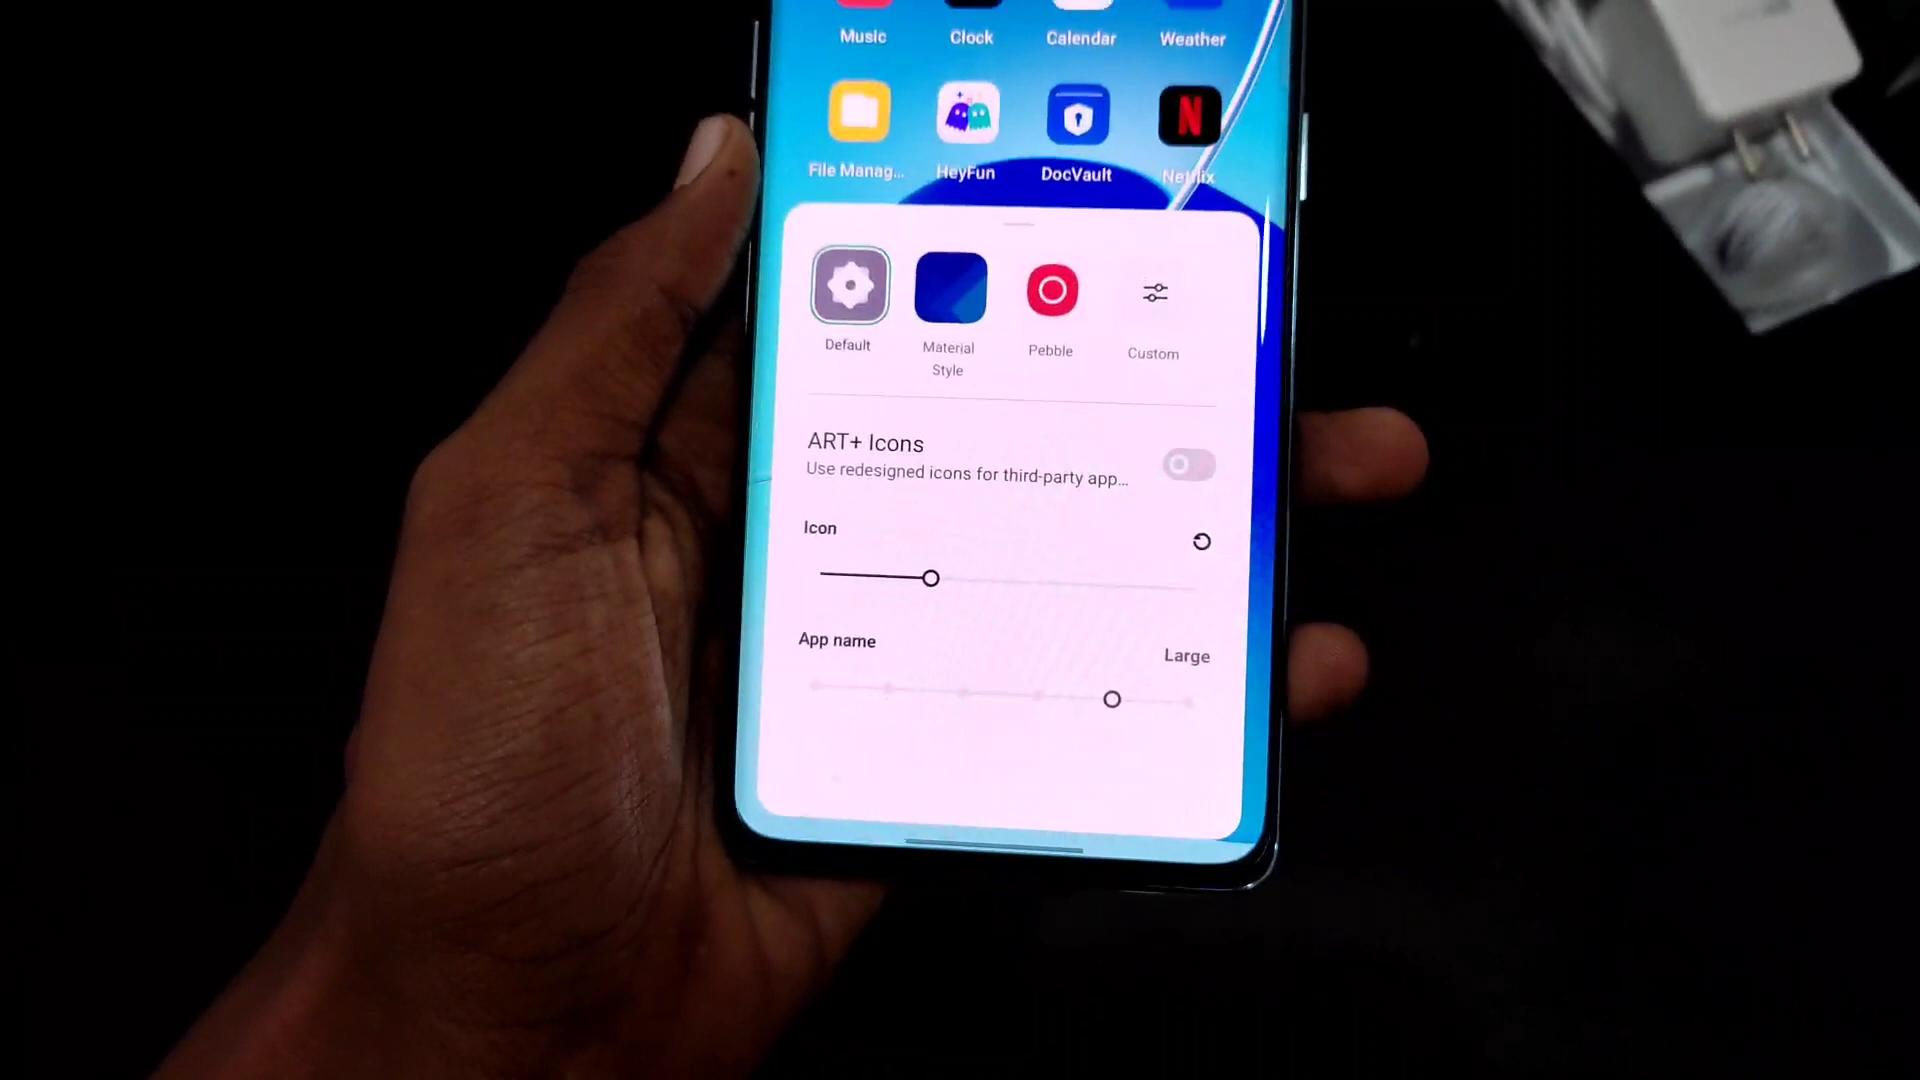 Music Clock Calendar Weather
File Manag... HeyFun DocVault Netflix
Default Material Style Pebble Custom
ART+ Icons
Use redesigned icons for third-party app...
Icon
App name Large